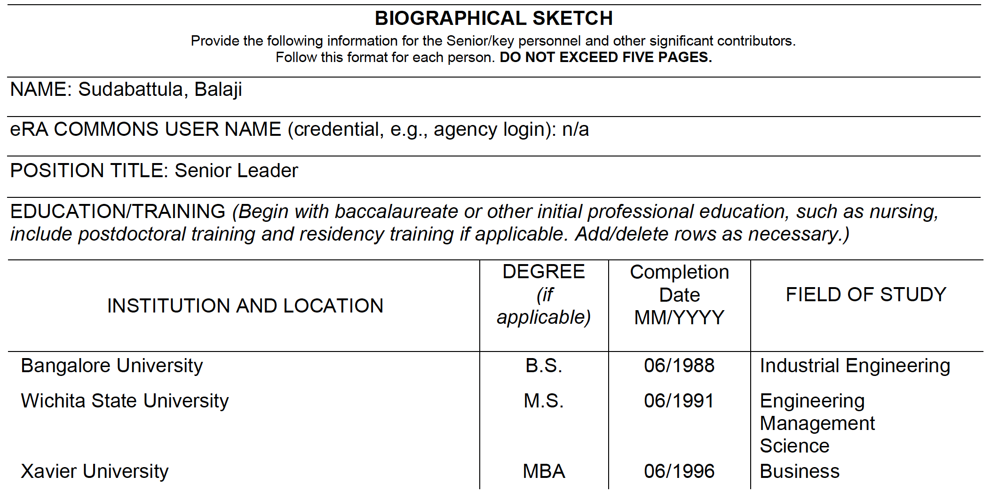 BIOGRAPHICAL SKETCH
Provide the following information for the Senior/key personnel and other significant contributors.
Follow this format for each person. DO NOT EXCEED FIVE PAGES.
NAME: Sudabattula, Balaji
eRA COMMONS USER NAME (credential, e.g., agency login): n/a
POSITION TITLE: Senior Leader
EDUCATION/TRAINING (Begin with baccalaureate or other initial professional education, such as nursing,
include postdoctoral training and residency training if applicable. Add/delete rows as necessary.)
INSTITUTION AND LOCATION
DEGREE
(if
applicable)
Completion
Date
MM/YYYY
FIELD OF STUDY
Bangalore University
B.S.
06/1988
Industrial Engineering
Wichita State University
M.S.
06/1991
Engineering
Management
Science
Xavier University
MBA
06/1996
Business